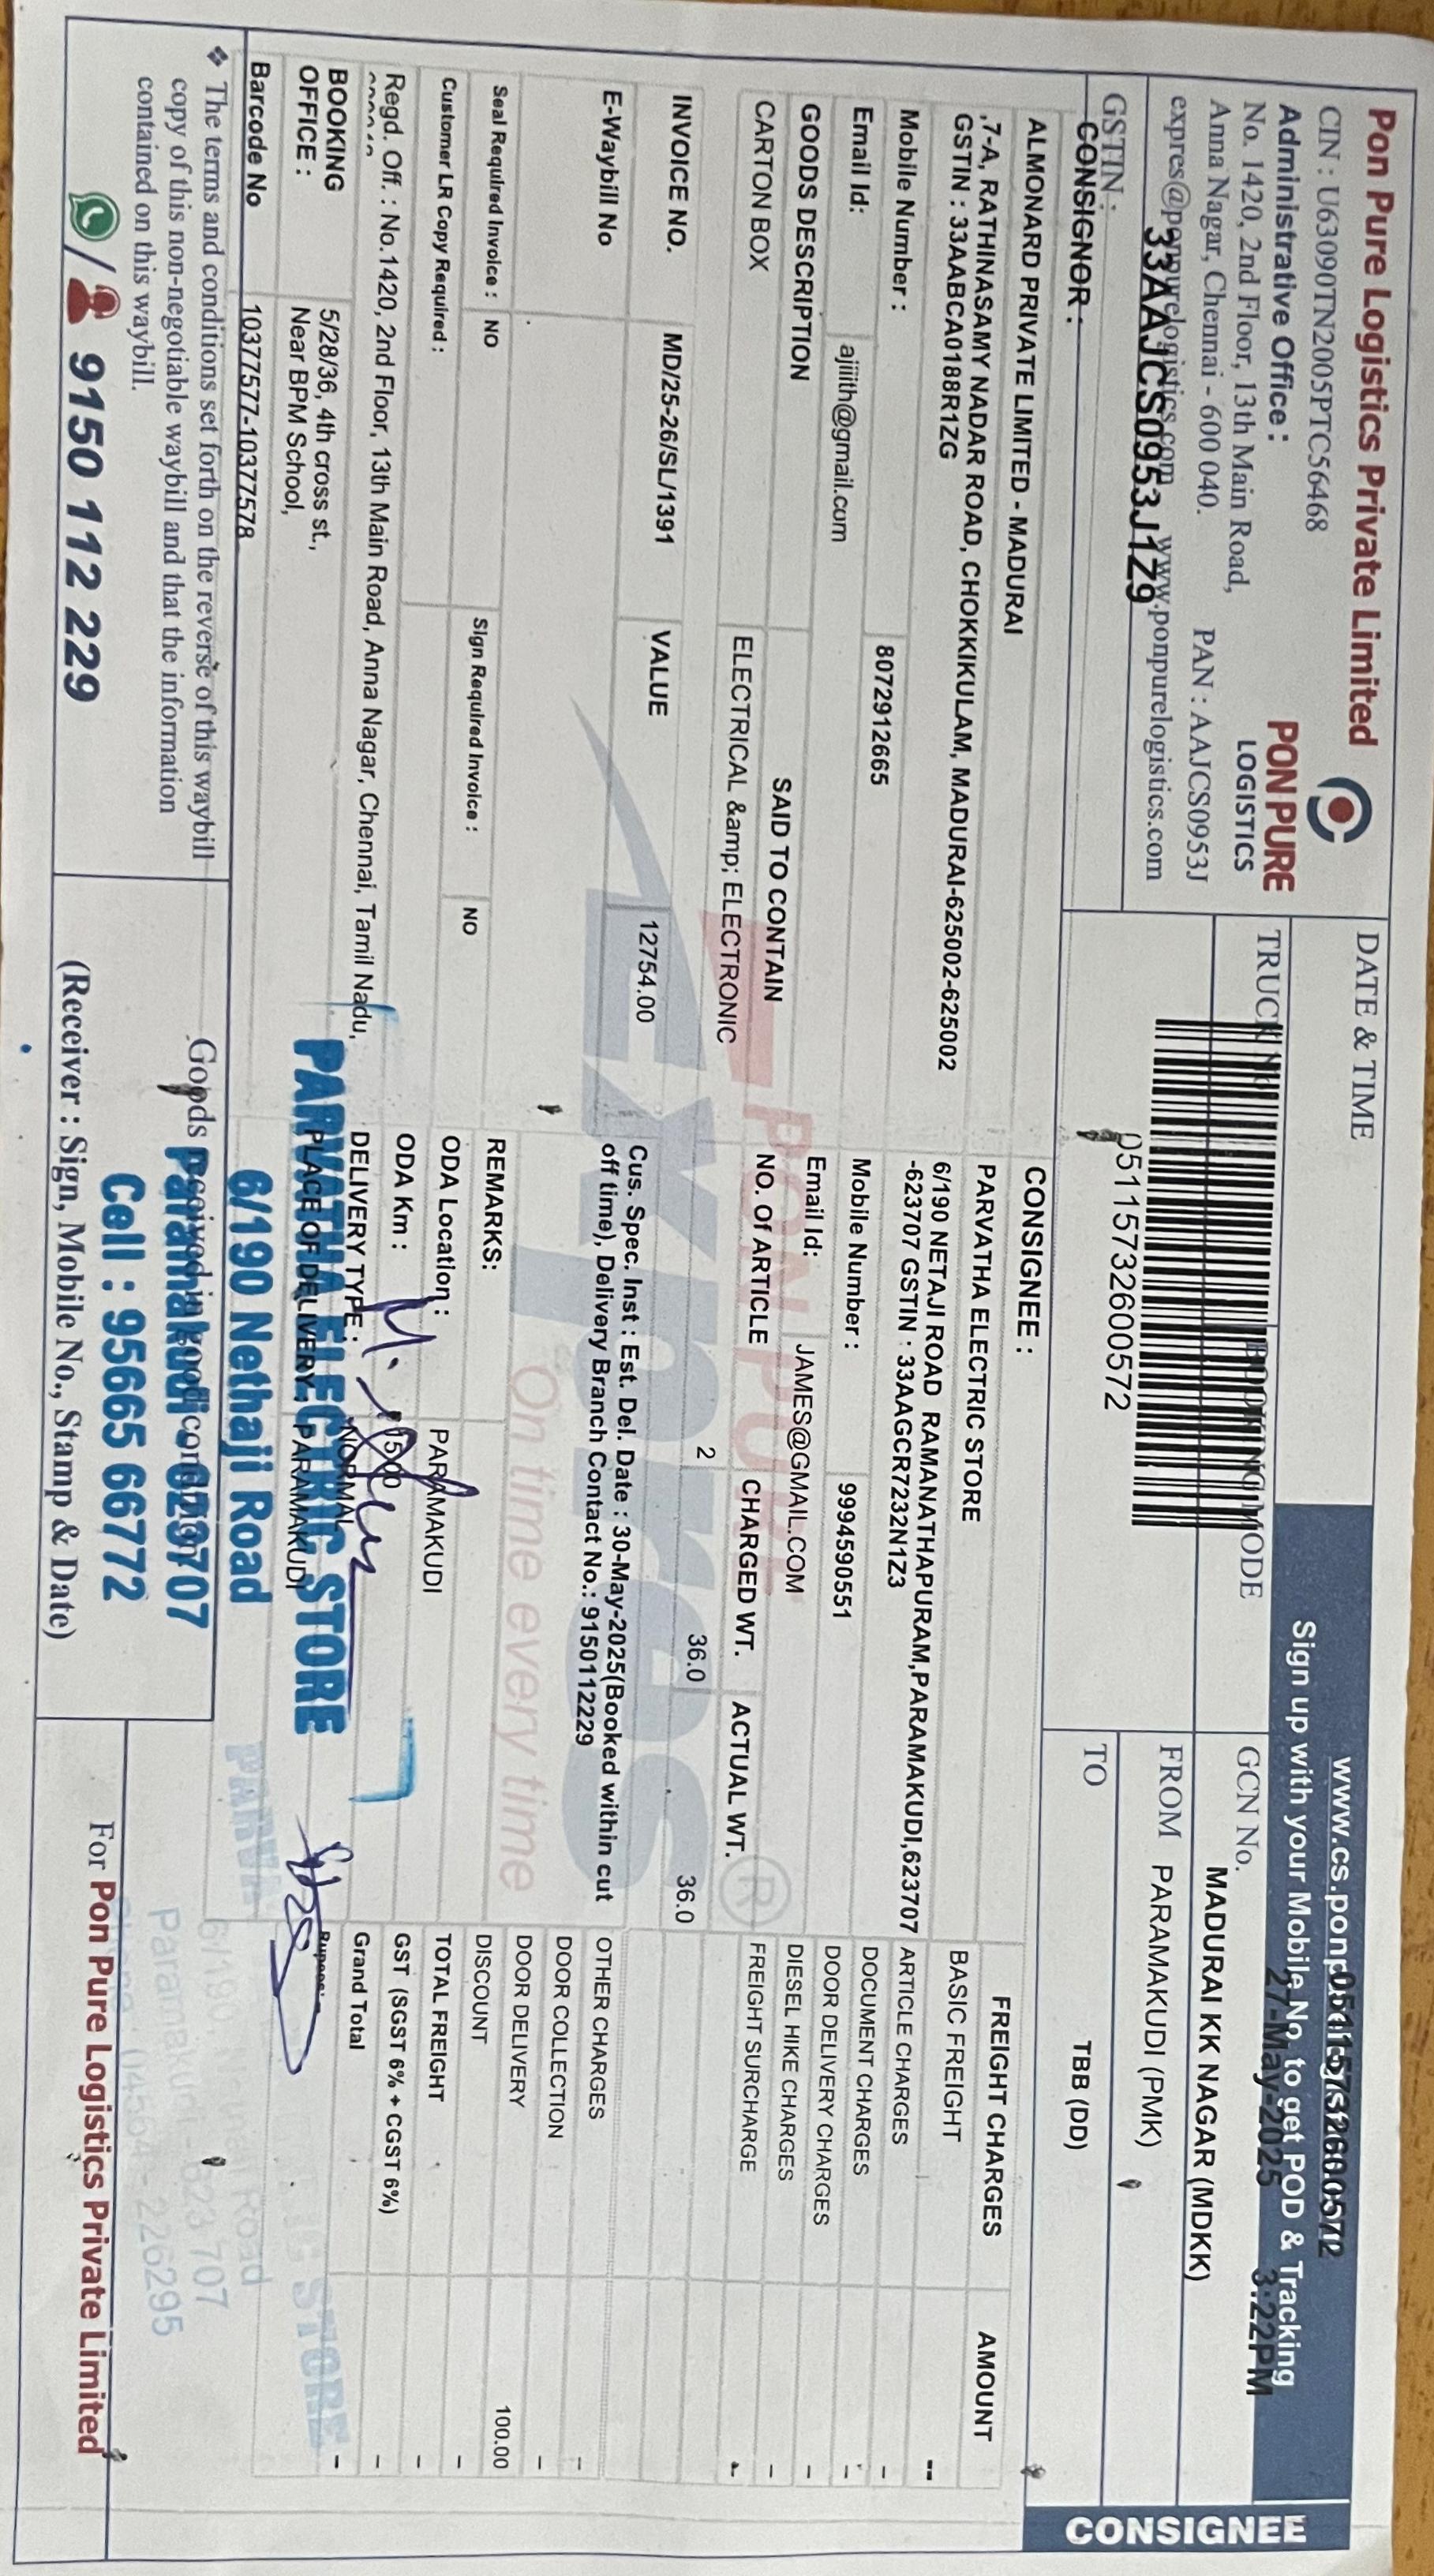 Pon Pure Logistics Private Limited
CIN : U63090TN2005PTC56468
Administrative Office :
No. 1420, 2nd Floor, 13th Main Road,
Anna Nagar, Chennai - 600 040.
PAN : AAJCS0953J
expres@ponpurelogistics.com www.ponpurelogistics.com
GSTIN :
33AAJCS0953J1Z9
PON PURE
LOGISTICS
DATE & TIME
TRUCK No
BOOKING MODE
05115732600572
www.cs.ponpurelogistics
Sign up with your Mobile No. to get POD & Tracking
05115732600572
27-May-2025 3:22PM
GCN No.
MADURAI KK NAGAR (MDKK)
FROM PARAMAKUDI (PMK)
TO
TBB (DD)
CONSIGNEE
CONSIGNOR :
ALMONARD PRIVATE LIMITED - MADURAI
,7-A, RATHINASAMY NADAR ROAD, CHOKKIKULAM, MADURAI-625002-625002
GSTIN : 33AABCA0188R1ZG
Mobile Number : 8072912665
Email Id: ajiiith@gmail.com
GOODS DESCRIPTION SAID TO CONTAIN
CARTON BOX ELECTRICAL &amp; ELECTRONIC
INVOICE NO. MD/25-26/SL/1391 VALUE 12754.00
E-Waybill No
Seal Required Invoice : NO Sign Required Invoice : NO
Customer LR Copy Required :
Regd. Off. : No.1420, 2nd Floor, 13th Main Road, Anna Nagar, Chennai, Tamil Nadu,
BOOKING OFFICE : 5/28/36, 4th cross st.,
Near BPM School,
Barcode No 10377577-10377578
CONSIGNEE :
PARVATHA ELECTRIC STORE
6/190 NETAJI ROAD RAMANATHAPURAM,PARAMAKUDI,623707
-623707 GSTIN : 33AAGCR7232N1Z3
Mobile Number : 9994590551
Email Id: JAMES@GMAIL.COM
NO. Of ARTICLE CHARGED WT. ACTUAL WT.
2 36.0 36.0
Cus. Spec. Inst : Est. Del. Date : 30-May-2025(Booked within cut
off time), Delivery Branch Contact No.: 9150112229
REMARKS:
ODA Location : PARAMAKUDI
ODA Km :
DELIVERY TYPE : NORMAL
PLACE OF DELIVERY : PARAMAKUDI
PON PURE
EXpres
On time every time
®
FREIGHT CHARGES AMOUNT
BASIC FREIGHT --
ARTICLE CHARGES -
DOCUMENT CHARGES -
DOOR DELIVERY CHARGES -
DIESEL HIKE CHARGES -
FREIGHT SURCHARGE
OTHER CHARGES -
DOOR COLLECTION -
DOOR DELIVERY 100.00
DISCOUNT -
TOTAL FREIGHT -
GST (SGST 6% + CGST 6%) -
Grand Total -
❖ The terms and conditions set forth on the reverse of this waybill
copy of this non-negotiable waybill and that the information
contained on this waybill.
/ 9150 112 229
Goods received in good condition
PARVATHA ELECTRIC STORE
6/190 Nethaji Road
Paramakudi - 623707
Cell : 95665 66772
(Receiver : Sign, Mobile No., Stamp & Date)
For Pon Pure Logistics Private Limited